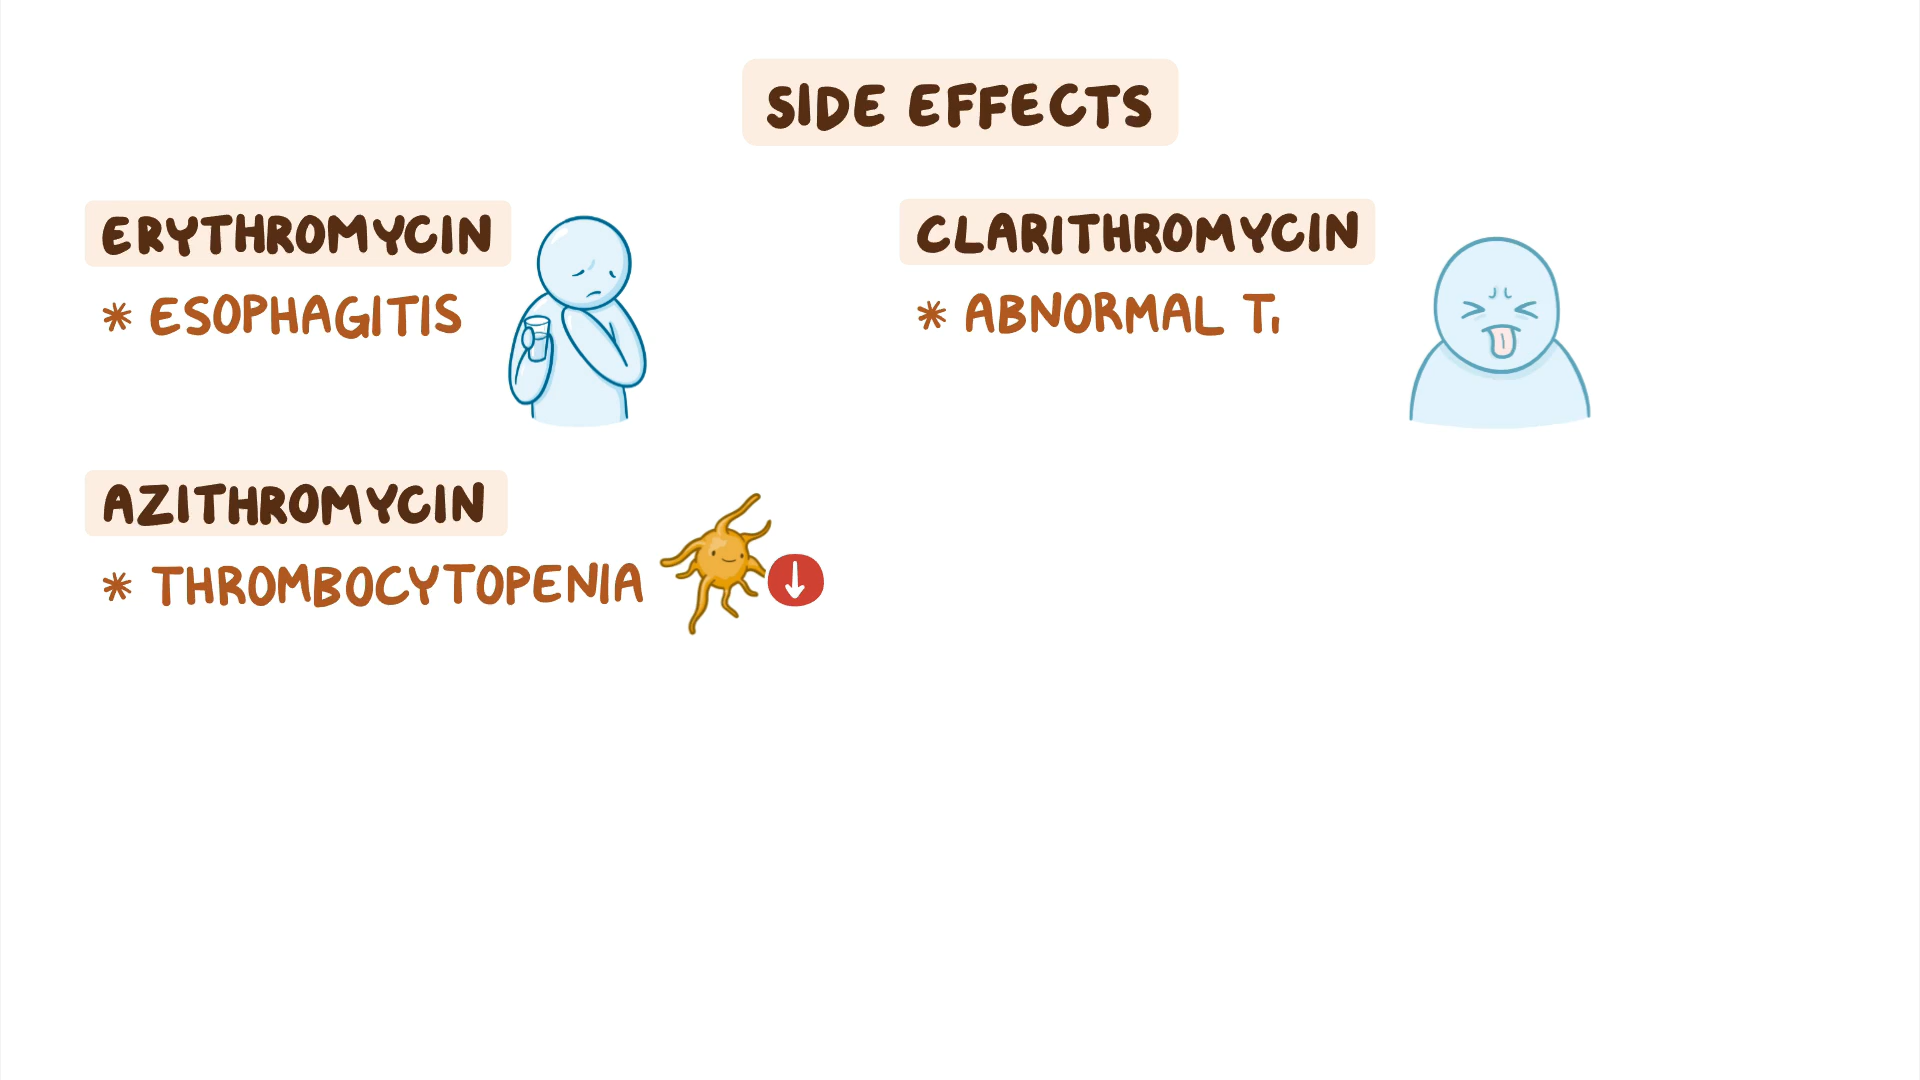 SIDE EFFECTS
ERYTHROMYCIN
* ESOPHAGITIS
CLARITHROMYCIN
* ABNORMAL T
AZITHROMYCIN
* THROMBOCYTOPENIA